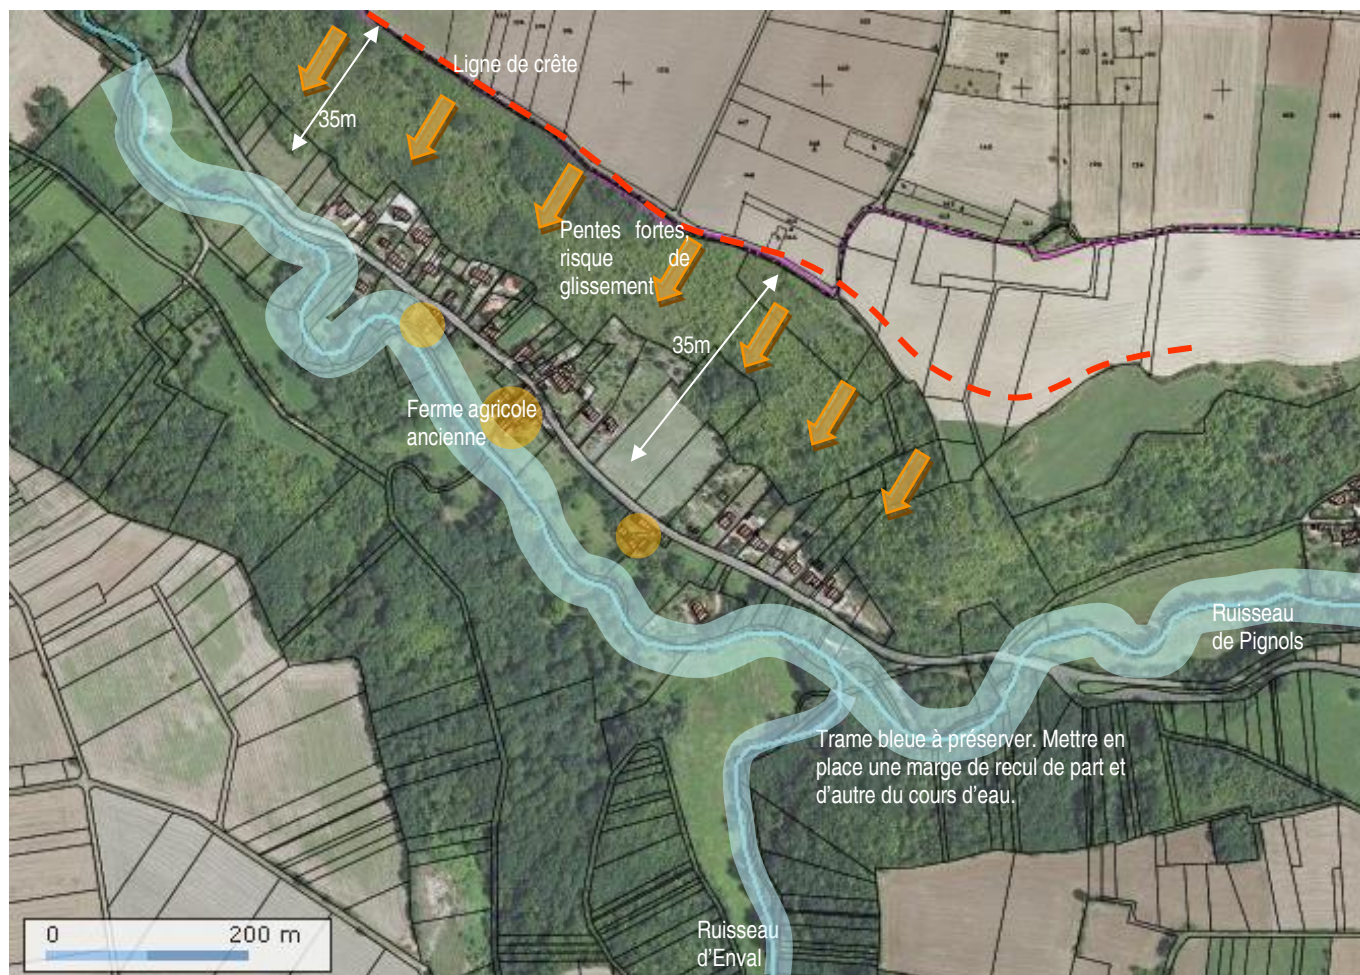 Ligne de crête
35m
Pentes fortes,
risque de
glissement
35m
Ferme agricole
ancienne
Ruisseau
de Pignols
Trame bleue à préserver. Mettre en
place une marge de recul de part et
d'autre du cours d'eau.
Ruisseau
d'Enval
0 200 m